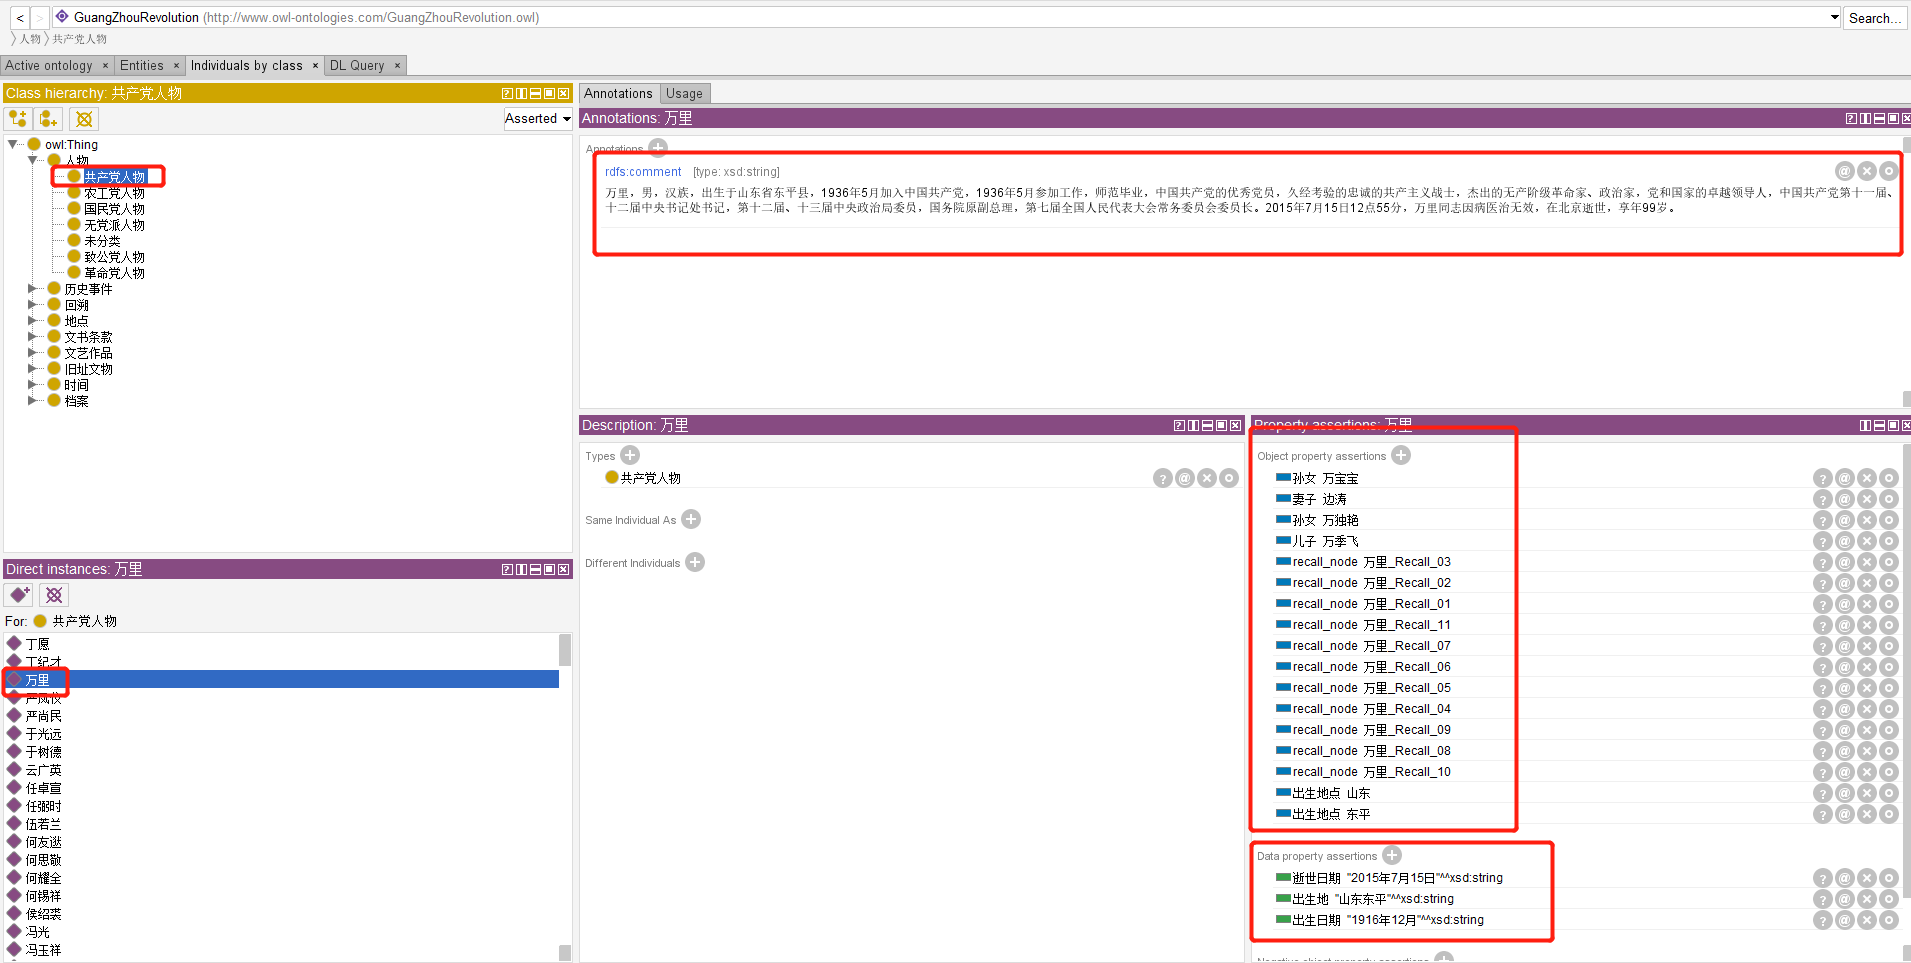 < > GuangZhouRevolution (http://www.owl-ontologies.com/GuangZhouRevolution.owl) Search...
人物 共产党人物
Active ontology × Entities × Individuals by class × DL Query ×
Class hierarchy: 共产党人物
Asserted
owl:Thing
人物
共产党人物
农工党人物
国民党人物
无党派人物
未分类
致公党人物
革命党人物
历史事件
回溯
地点
文书条款
文艺作品
旧址文物
时间
档案
Direct instances: 万里
For: 共产党人物
丁愿
丁纪才
万里
严尚民
于光远
于树德
云广英
任卓宣
任弼时
伍若兰
何友逖
何思敬
何耀全
何锡祥
侯绍裘
冯光
冯玉祥
Annotations Usage
Annotations: 万里
Annotations
rdfs:comment [type: xsd:string]
万里，男，汉族，出生于山东省东平县，1936年5月加入中国共产党，1936年5月参加工作，师范毕业，中国共产党的优秀党员，久经考验的忠诚的共产主义战士，杰出的无产阶级革命家、政治家，党和国家的卓越领导人，中国共产党第十一届、
十二届中央书记处书记，第十二届、十三届中央政治局委员，国务院原副总理，第七届全国人民代表大会常务委员会委员长。2015年7月15日12点55分，万里同志因病医治无效，在北京逝世，享年99岁。
Description: 万里
Types
共产党人物
Same Individual As
Different Individuals
Property assertions: 万里
Object property assertions
孙女 万宝宝
妻子 边涛
孙女 万独艳
儿子 万季飞
recall_node 万里_Recall_03
recall_node 万里_Recall_02
recall_node 万里_Recall_01
recall_node 万里_Recall_11
recall_node 万里_Recall_07
recall_node 万里_Recall_06
recall_node 万里_Recall_05
recall_node 万里_Recall_04
recall_node 万里_Recall_09
recall_node 万里_Recall_08
recall_node 万里_Recall_10
出生地点 山东
出生地点 东平
Data property assertions
逝世日期 "2015年7月15日"^^xsd:string
出生地 "山东东平"^^xsd:string
出生日期 "1916年12月"^^xsd:string
Negative object property assertions